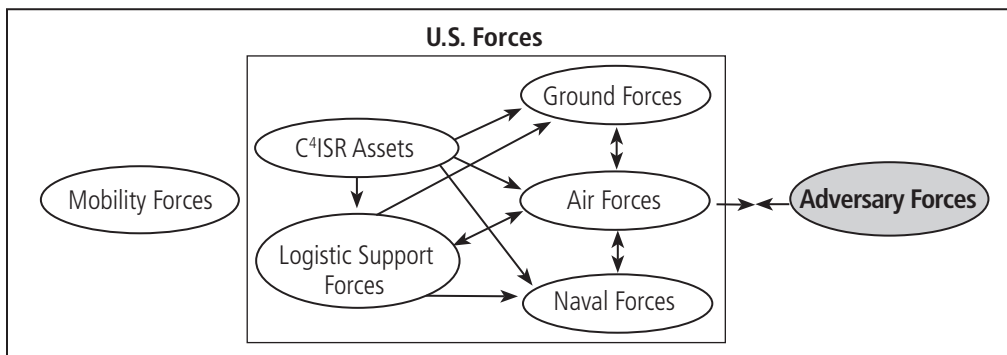 U.S. Forces
Ground Forces
C⁴ISR Assets
Mobility Forces
Air Forces
Adversary Forces
Logistic Support
Forces
Naval Forces